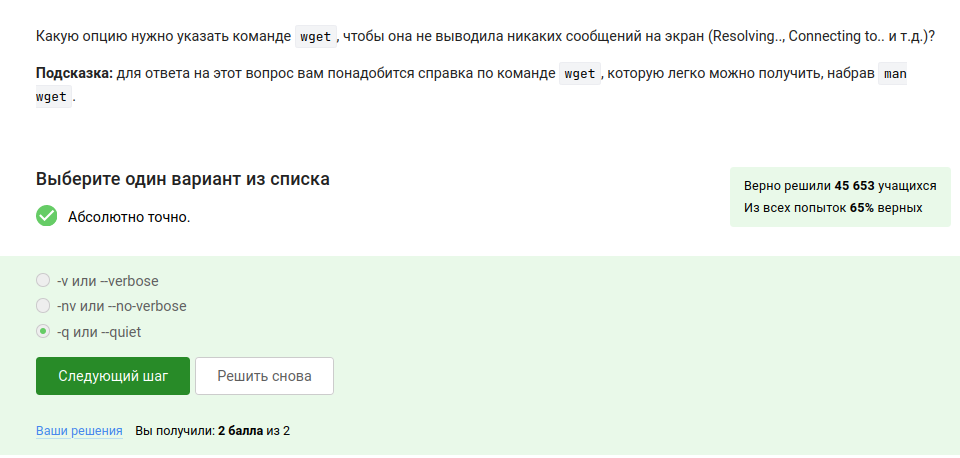 Какую опцию нужно указать команде wget, чтобы она не выводила никаких сообщений на экран (Resolving.., Connecting to.. и т.д.)?
Подсказка: для ответа на этот вопрос вам понадобится справка по команде wget, которую легко можно получить, набрав man
wget.
Выберите один вариант из списка
Абсолютно точно.
Верно решили 45 653 учащихся
Из всех попыток 65% верных
-v или --verbose
-nv или --no-verbose
-q или --quiet
Следующий шаг Решить снова
Ваши решения Вы получили: 2 балла из 2